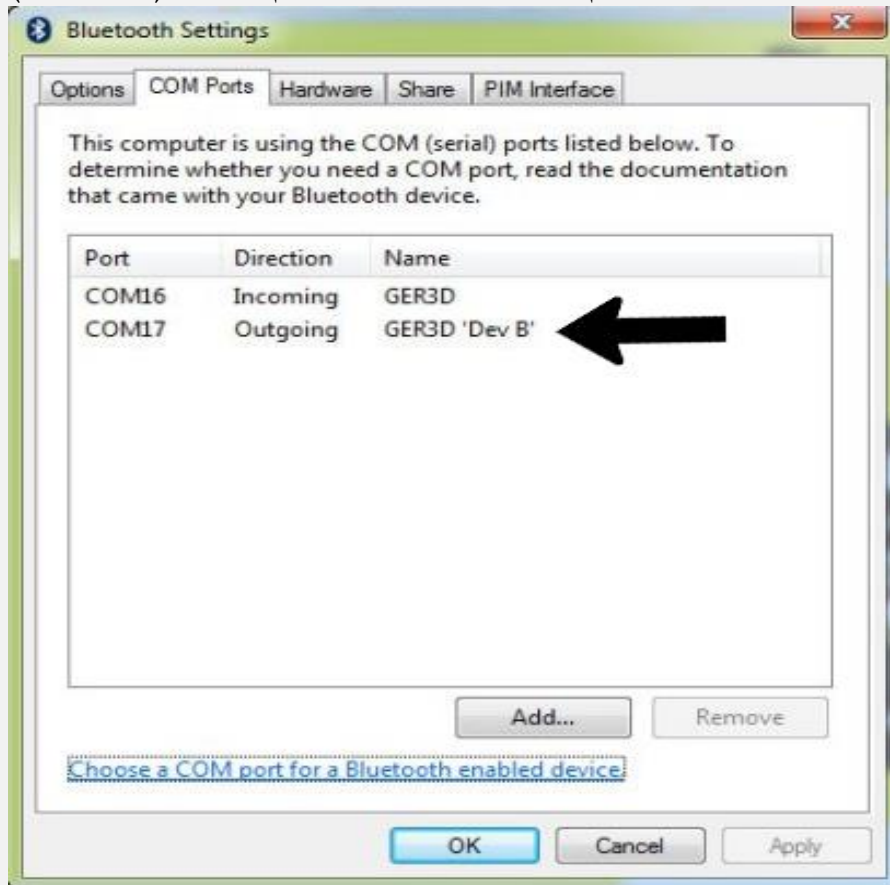 Bluetooth Settings
Options COM Ports Hardware Share PIM Interface
This computer is using the COM (serial) ports listed below. To
determine whether you need a COM port, read the documentation
that came with your Bluetooth device.
Port Direction Name
COM16 Incoming GER3D
COM17 Outgoing GER3D 'Dev B'
Add... Remove
Choose a COM port for a Bluetooth enabled device.
OK Cancel Apply